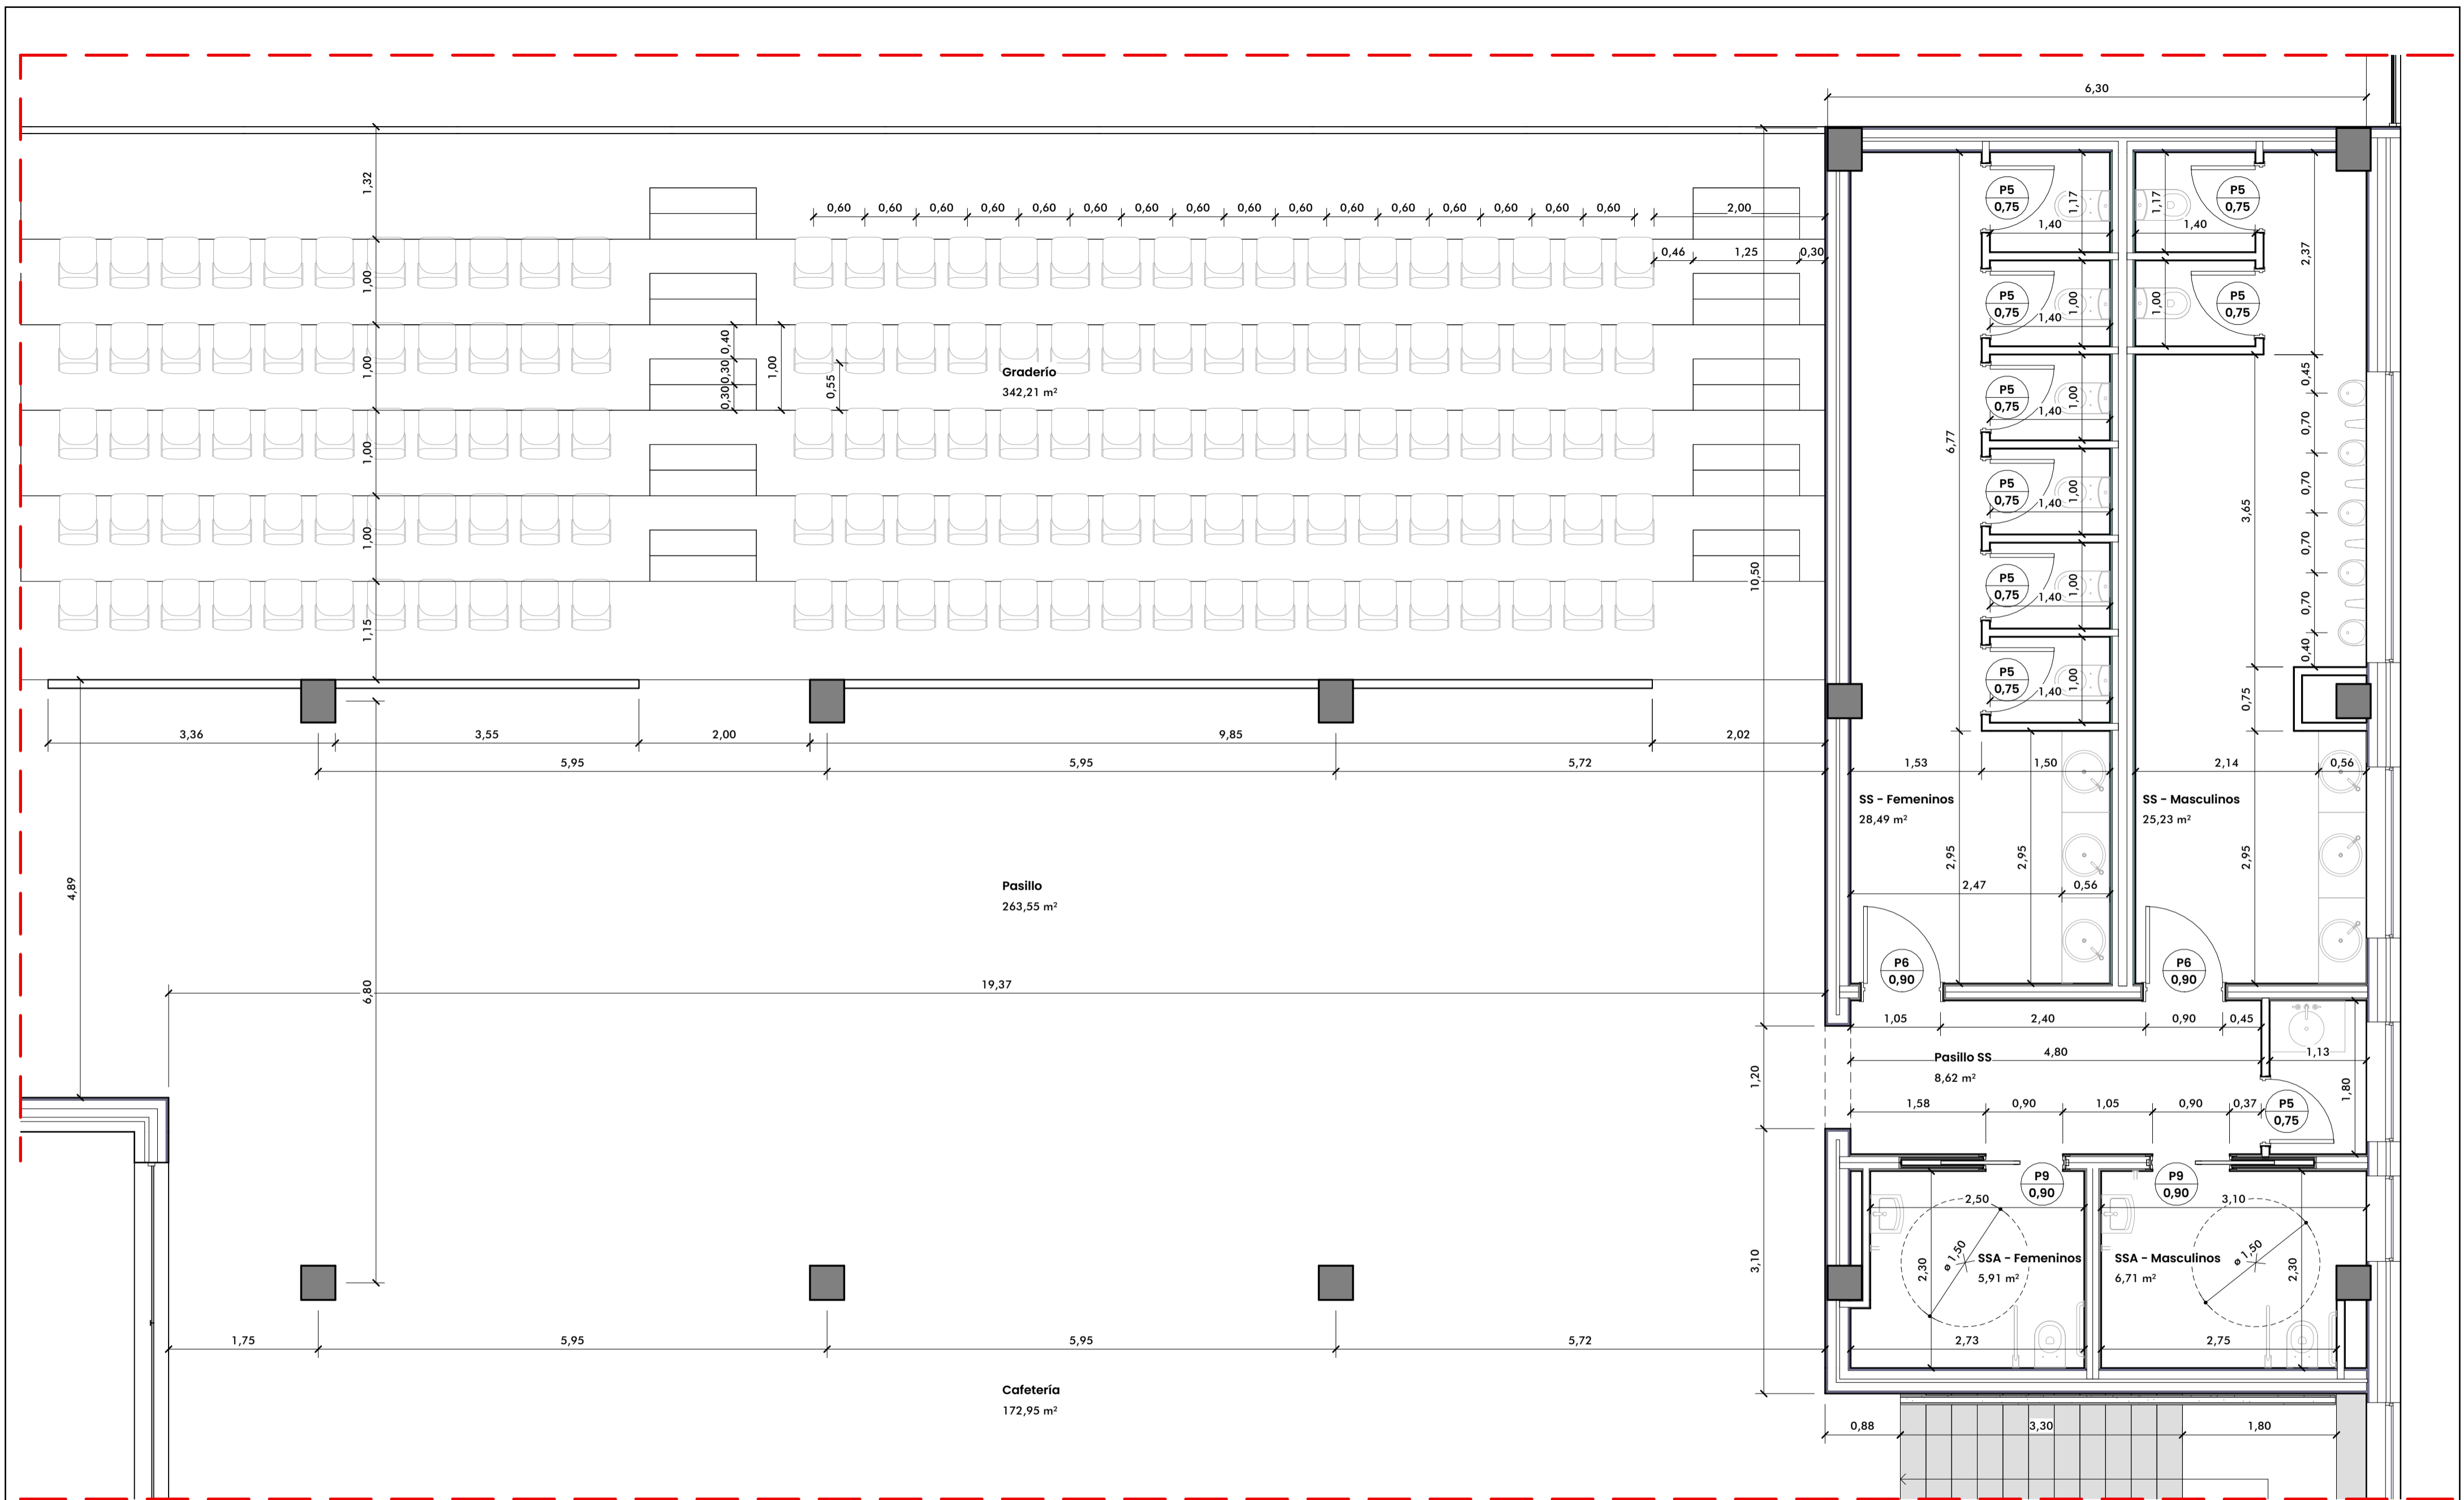 6,30
1,32
0,60 0,60 0,60 0,60 0,60 0,60 0,60 0,60 0,60 0,60 0,60 0,60 0,60 0,60 0,60 0,60 2,00
0,46 1,25 0,30
1,00
1,00
1,00
1,00
1,15
0,40
0,30
0,30
1,00
0,55
Graderío
342,21 m²
10,50
1,20
3,10
P5
0,75
1,17
1,40
P5
0,75
1,00
1,40
P5
0,75
1,00
1,40
P5
0,75
1,00
1,40
P5
0,75
1,00
1,40
P5
0,75
1,00
1,40
6,77
P5
0,75
1,17
1,40
P5
0,75
1,00
2,37
0,45
0,70
0,70
0,70
0,70
0,40
3,65
0,75
3,36 3,55 2,00 9,85 2,02
5,95 5,95 5,72
1,53 1,50 2,14 0,56
SS - Femeninos
28,49 m²
SS - Masculinos
25,23 m²
2,95
2,95
2,95
2,47 0,56
4,89
Pasillo
263,55 m²
6,80
19,37
P6
0,90
P6
0,90
1,05 2,40 0,90 0,45
Pasillo SS
8,62 m²
4,80
1,13
1,80
1,58 0,90 1,05 0,90 0,37
P5
0,75
P9
0,90
P9
0,90
2,50
3,10
2,30
ø 1,50
SSA - Femeninos
5,91 m²
SSA - Masculinos
6,71 m²
ø 1,50
2,30
2,73
2,75
1,75 5,95 5,95 5,72
Cafetería
172,95 m²
0,88 3,30 1,80